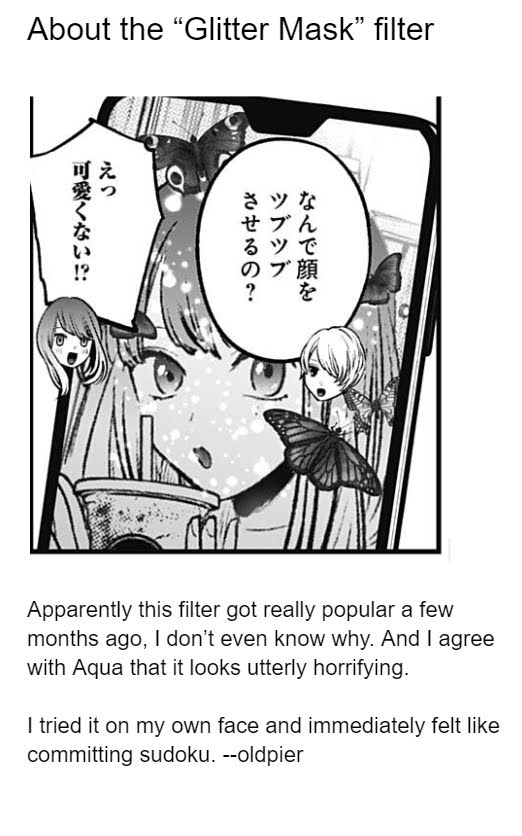 About the “Glitter Mask” filter
なんで顔を
ツブツブ
させるの？
えっ
可愛くない!?
Apparently this filter got really popular a few
months ago, I don’t even know why. And I agree
with Aqua that it looks utterly horrifying.
I tried it on my own face and immediately felt like
committing sudoku. --oldpier